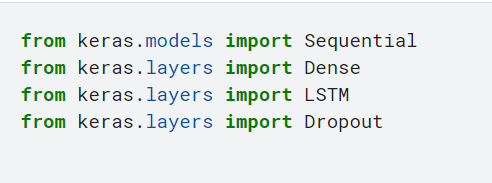 from keras.models import Sequential
from keras.layers import Dense
from keras.layers import LSTM
from keras.layers import Dropout